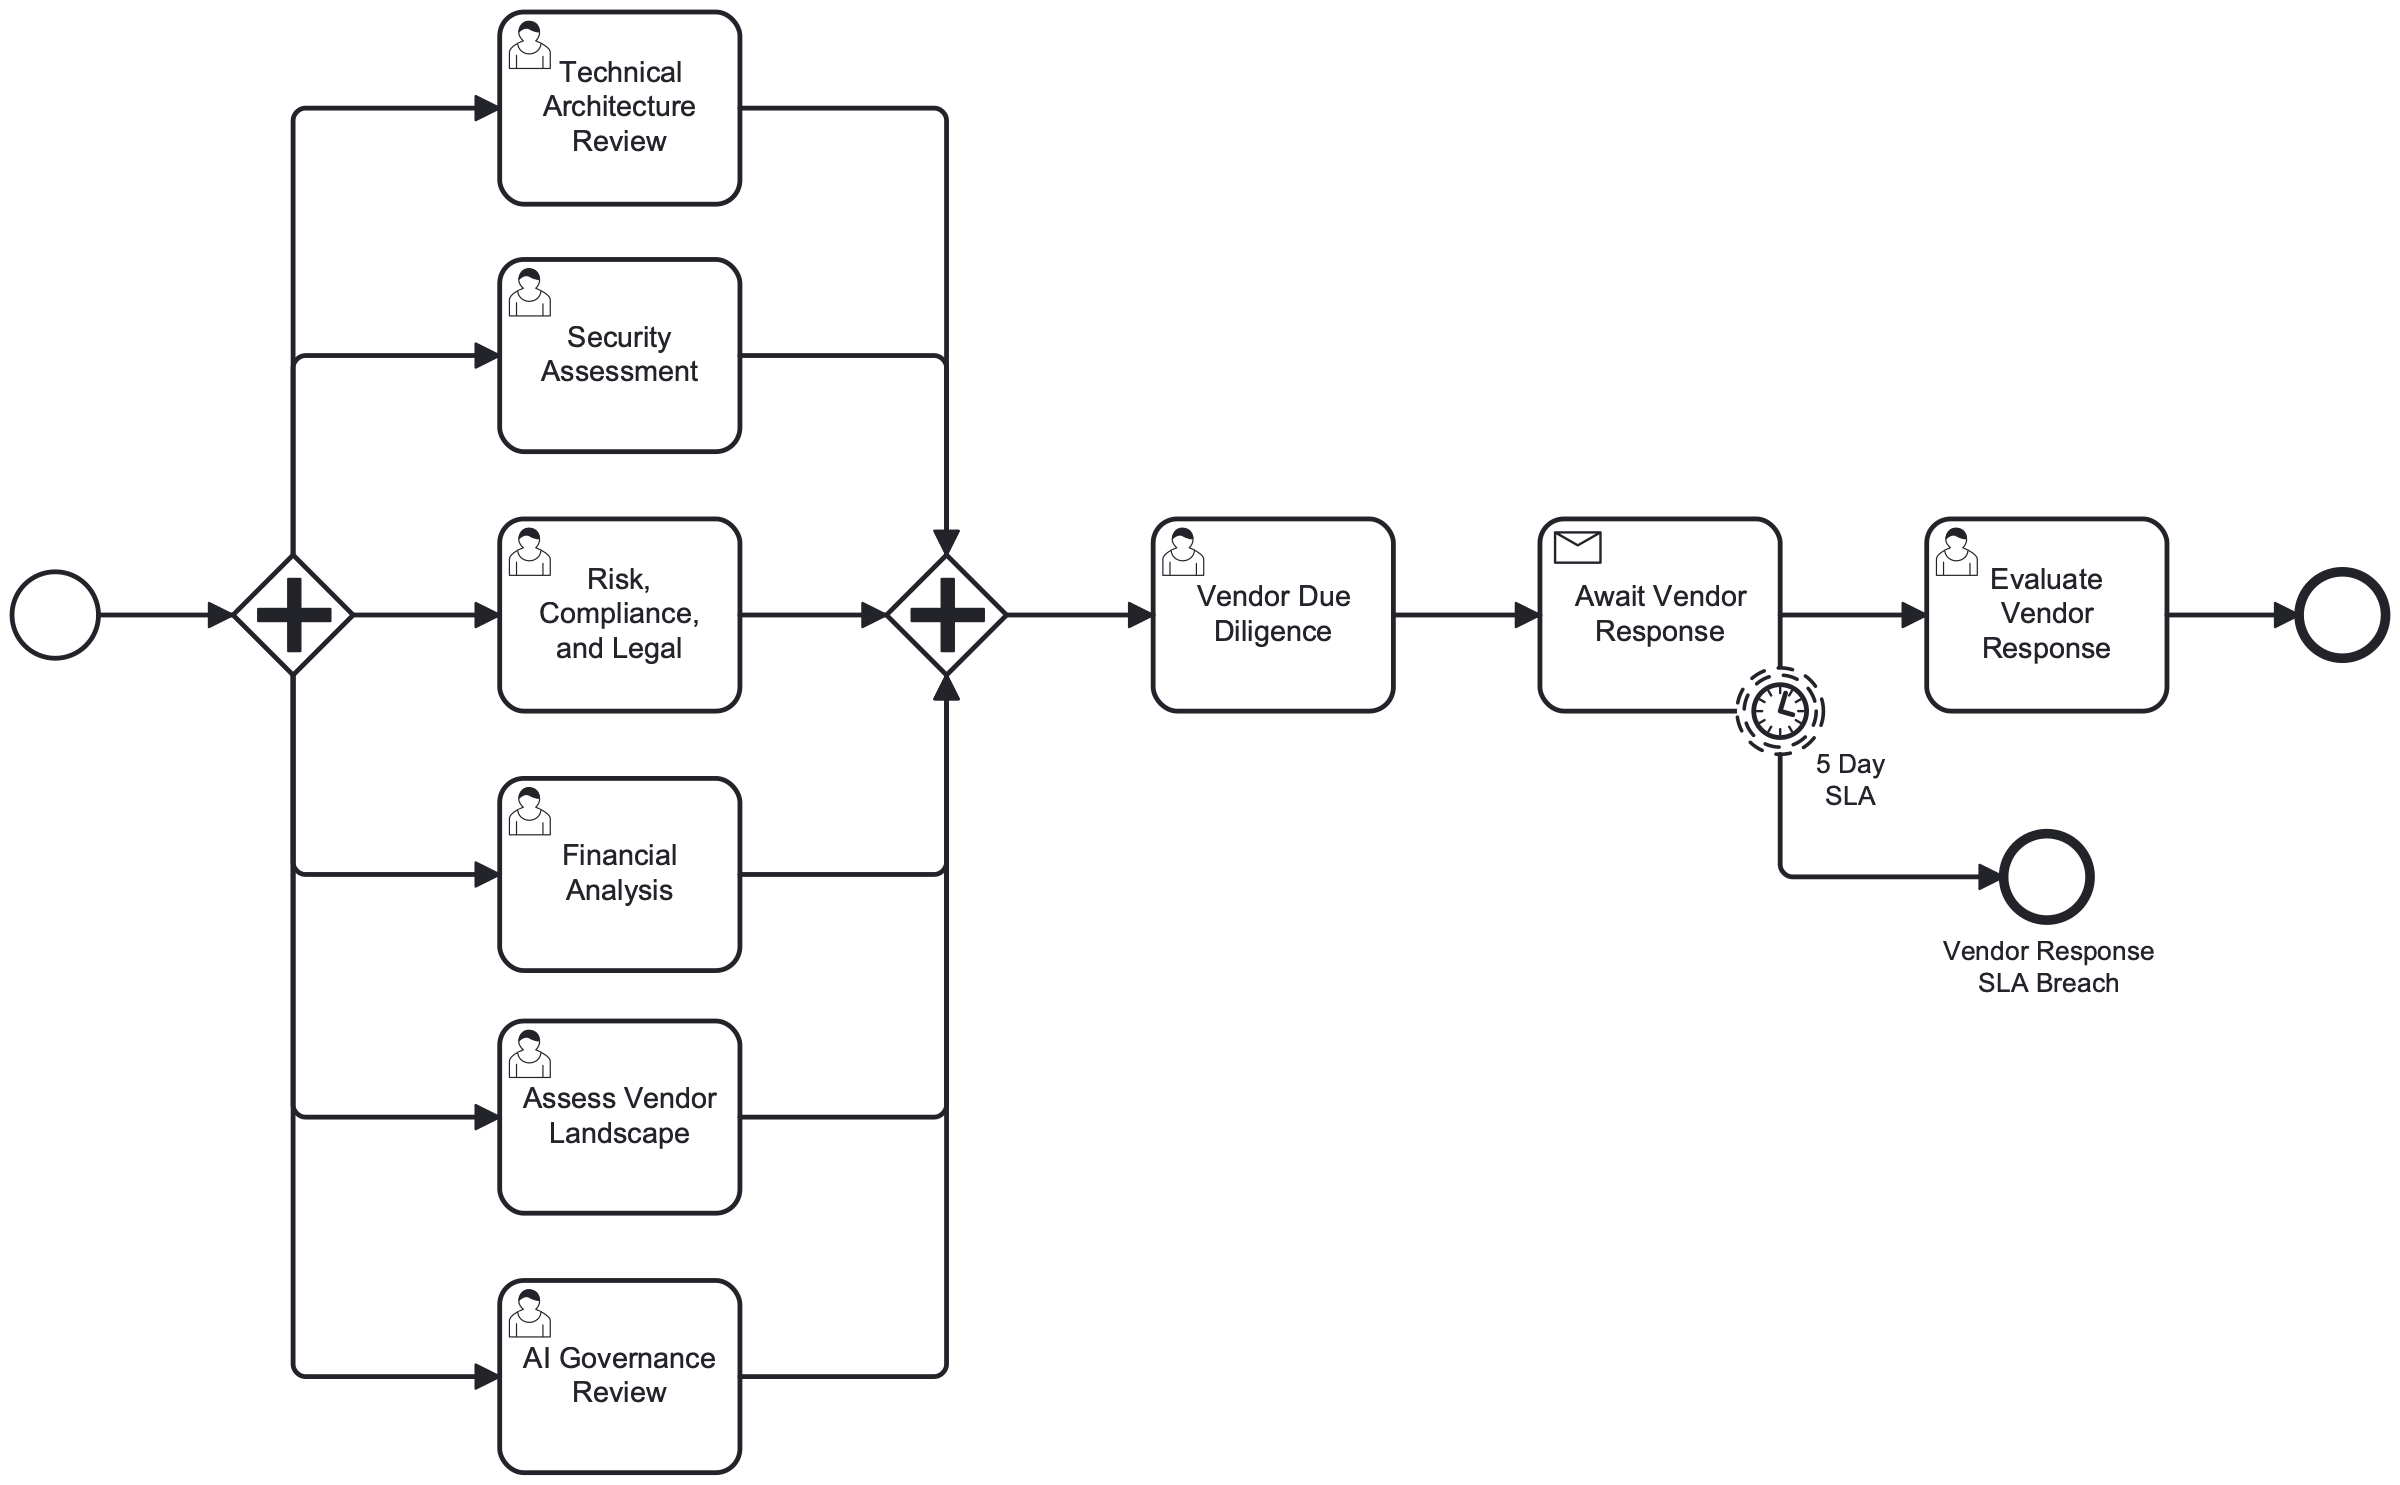 Technical
Architecture
Review
Security
Assessment
Risk,
Compliance,
and Legal
Financial
Analysis
Assess Vendor
Landscape
AI Governance
Review
Vendor Due
Diligence
Await Vendor
Response
5 Day
SLA
Evaluate
Vendor
Response
Vendor Response
SLA Breach